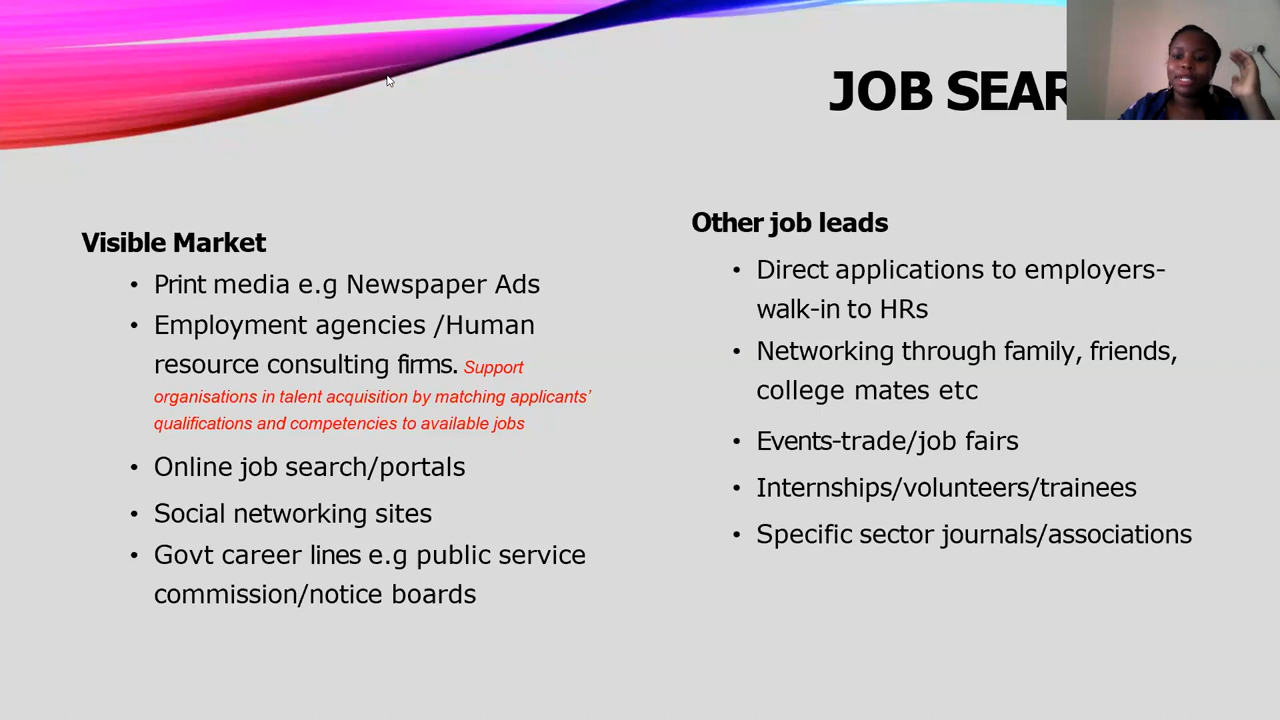 JOB SEAR
Visible Market
• Print media e.g Newspaper Ads
• Employment agencies /Human
resource consulting firms. Support
organisations in talent acquisition by matching applicants’
qualifications and competencies to available jobs
• Online job search/portals
• Social networking sites
• Govt career lines e.g public service
commission/notice boards
Other job leads
• Direct applications to employers-
walk-in to HRs
• Networking through family, friends,
college mates etc
• Events-trade/job fairs
• Internships/volunteers/trainees
• Specific sector journals/associations